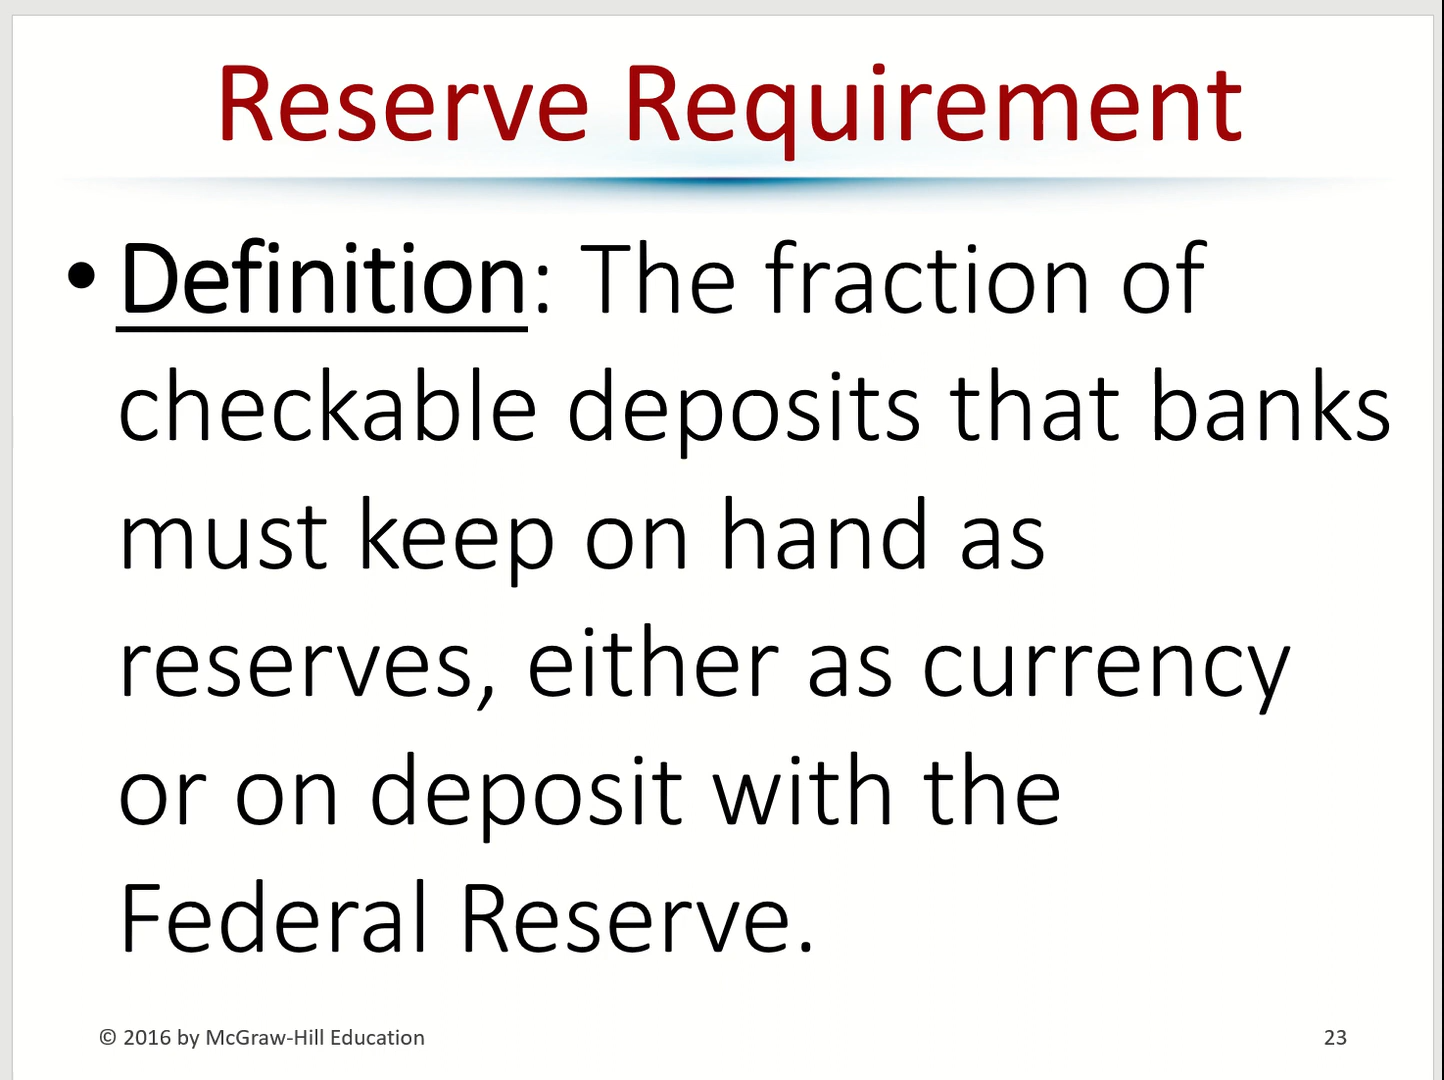 Reserve Requirement
• Definition: The fraction of
checkable deposits that banks
must keep on hand as
reserves, either as currency
or on deposit with the
Federal Reserve.
© 2016 by McGraw-Hill Education
23